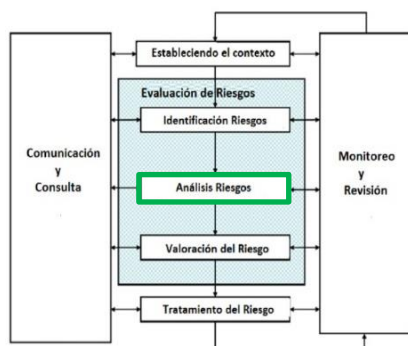 Estableciendo el contexto
Evaluación de Riesgos
Identificación Riesgos
Comunicación
y
Consulta
Análisis Riesgos
Monitoreo
y
Revisión
Valoración del Riesgo
Tratamiento del Riesgo